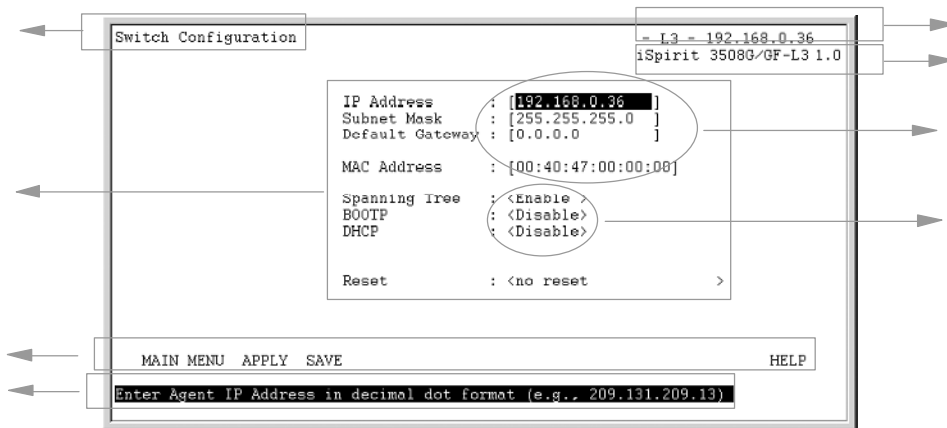 Switch Configuration
- L3 - 192.168.0.36
iSpirit 3508G/GF-L3 1.0
IP Address : [192.168.0.36 ]
Subnet Mask : [255.255.255.0 ]
Default Gateway : [0.0.0.0 ]
MAC Address : [00:40:47:00:00:00]
Spanning Tree : <Enable >
BOOTP : <Disable>
DHCP : <Disable>
Reset : <no reset >
MAIN MENU APPLY SAVE HELP
Enter Agent IP Address in decimal dot format (e.g., 209.131.209.13)